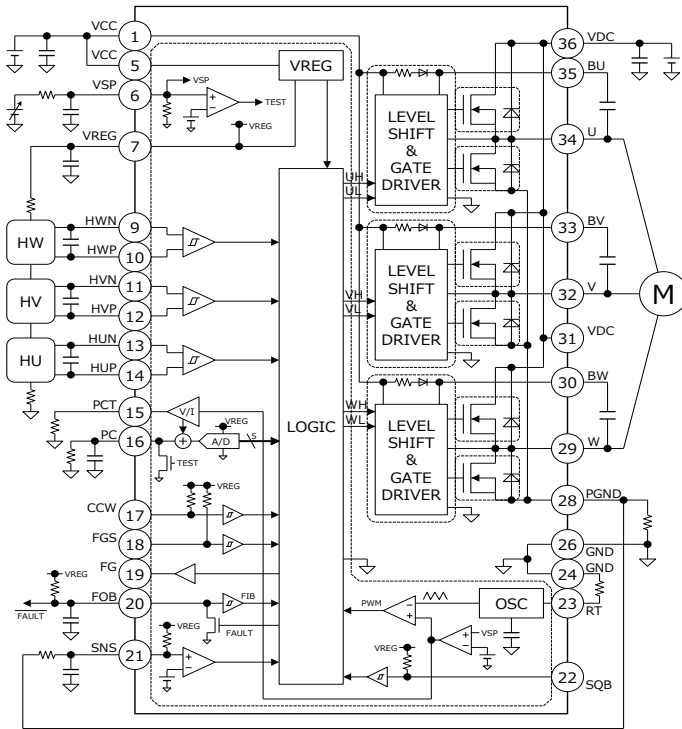 VCC 1
VCC 5
VSP 6
VREG 7
HWN 9
HWP 10
HVN 11
HVP 12
HUN 13
HUP 14
PCT 15
PC 16
CCW 17
FGS 18
FG 19
FOB 20
SNS 21
HW
HV
HU
VREG
FAULT
VREG
VSP
TEST
VREG
+
−
V/I
VREG
+
A/D
5
TEST
VREG
FIB
FAULT
VREG
+
−
LOGIC
UH
UL
VH
VL
WH
WL
LEVEL
SHIFT
&
GATE
DRIVER
LEVEL
SHIFT
&
GATE
DRIVER
LEVEL
SHIFT
&
GATE
DRIVER
PWM
−
+
OSC
+
−
VSP
VREG
36 VDC
35 BU
34 U
33 BV
32 V
31 VDC
30 BW
29 W
28 PGND
26 GND
24 GND
23 RT
22 SQB
M